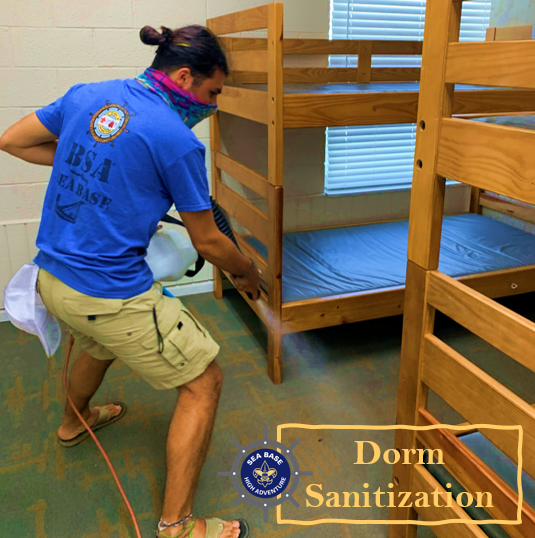 BSA
SEA BASE
SEA BASE
HIGH ADVENTURE
Dorm
Sanitization